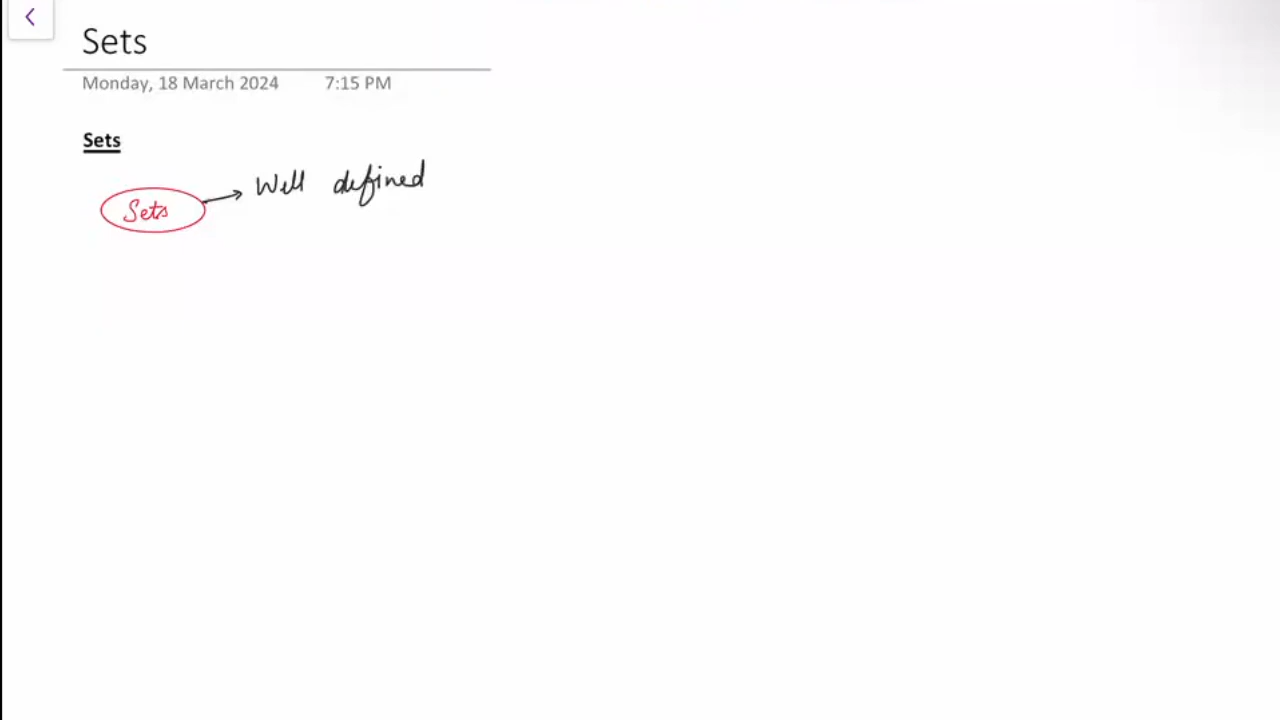 Sets
Monday, 18 March 2024 7:15 PM
Sets
Sets → Well defined